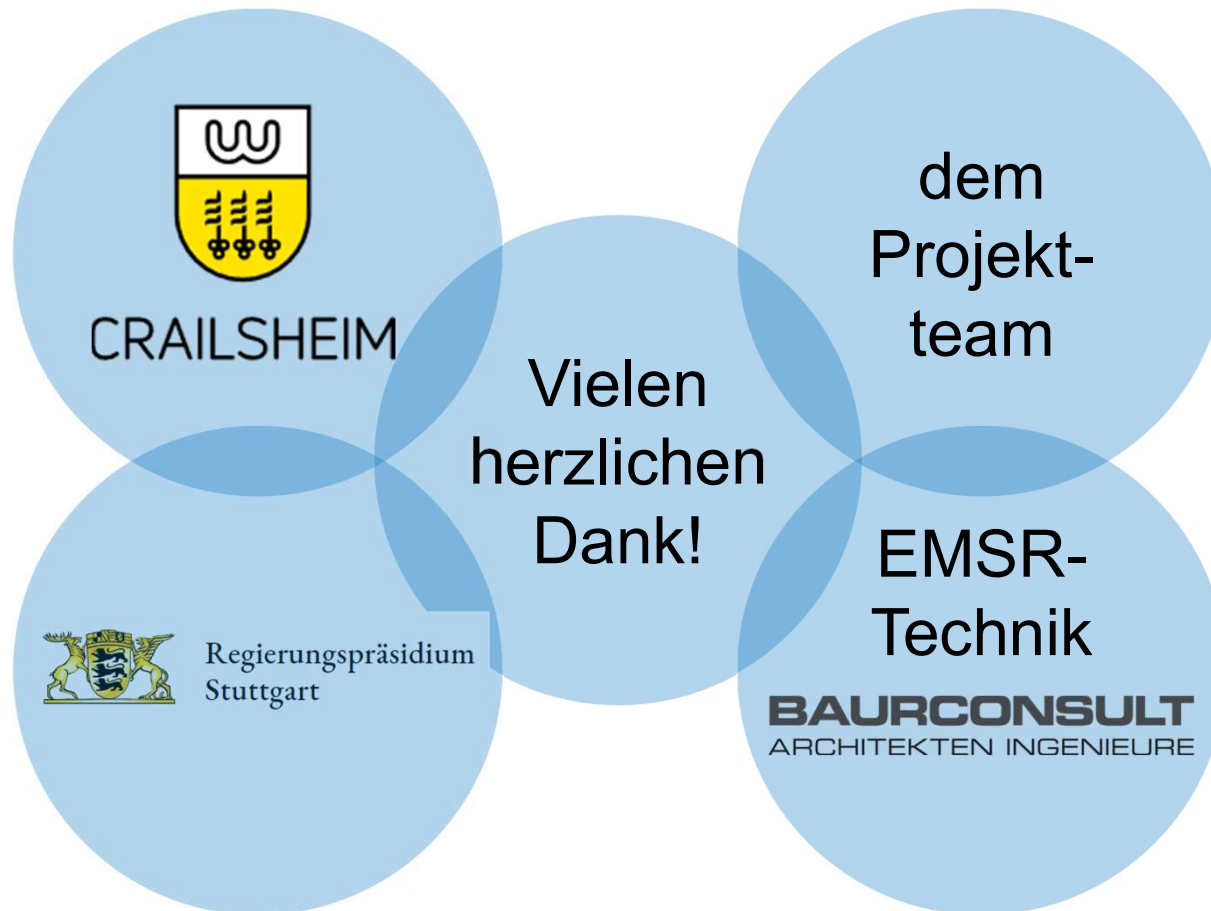 CRAILSHEIM
dem
Projekt-
team
Vielen
herzlichen
Dank!
Regierungspräsidium
Stuttgart
EMSR-
Technik
BAURCONSULT
ARCHITEKTEN INGENIEURE